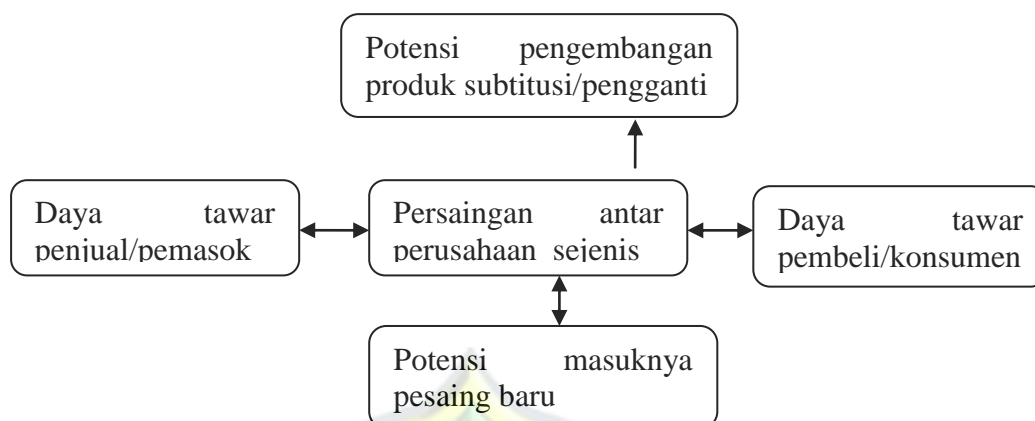 Potensi pengembangan
produk subtitusi/pengganti
Daya tawar
penjual/pemasok
Persaingan antar
perusahaan sejenis
Daya tawar
pembeli/konsumen
Potensi masuknya
pesaing baru